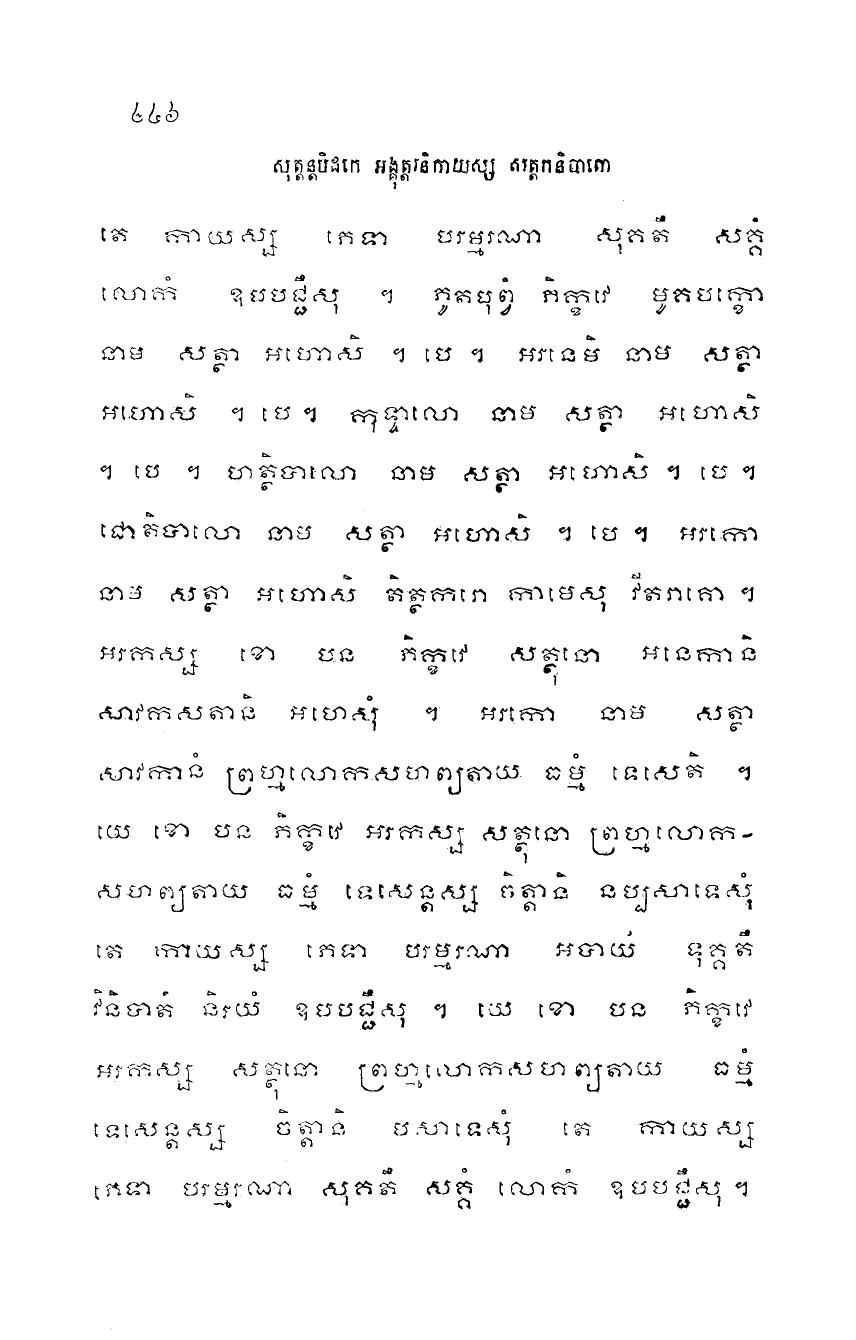 ៤៤៦
សុត្តន្តបិដកេ អង្គុត្តរនិកាយស្ស សត្តកនិបាតោ
តេ កាយស្ស ភេទា បរម្មរណា សុគតឹ សគ្គំ
លោកំ ឧបបជ្ជឹសុ ។ ភូតបុព្វំ ភិក្ខវេ មូគបក្ខោ
នាម សត្ថា អហោសិ ។ បេ ។ អរនេមិ នាម សត្ថា
អហោសិ ។ បេ ។ កុទ្ទាលោ នាម សត្ថា អហោសិ
។ បេ ។ ហត្ថិបាលោ នាម សត្ថា អហោសិ ។ បេ ។
ជោតិបាលោ នាម សត្ថា អហោសិ ។ បេ ។ អរកោ
នាម សត្ថា អហោសិ តិត្ថករោ កាមេសុ វីតរាគោ ។
អរកស្ស ខោ បន ភិក្ខវេ សត្ថុនោ អនេកានិ
សាវកសតានិ អហេសុំ ។ អរកោ នាម សត្ថា
សាវកានំ ព្រហ្មលោកសហព្យតាយ ធម្មំ ទេសេតិ ។
យេ ខោ បន ភិក្ខវេ អរកស្ស សត្ថុនោ ព្រហ្មលោក-
សហព្យតាយ ធម្មំ ទេសេន្តស្ស ចិត្តានិ នប្បសាទេសុំ
តេ កាយស្ស ភេទា បរម្មរណា អបាយំ ទុគ្គតឹ
វិនិបាតំ និរយំ ឧបបជ្ជឹសុ ។ យេ ខោ បន ភិក្ខវេ
អរកស្ស សត្ថុនោ ព្រហ្មលោកសហព្យតាយ ធម្មំ
ទេសេន្តស្ស ចិត្តានិ បសាទេសុំ តេ កាយស្ស
ភេទា បរម្មរណា សុគតឹ សគ្គំ លោកំ ឧបបជ្ជឹសុ ។